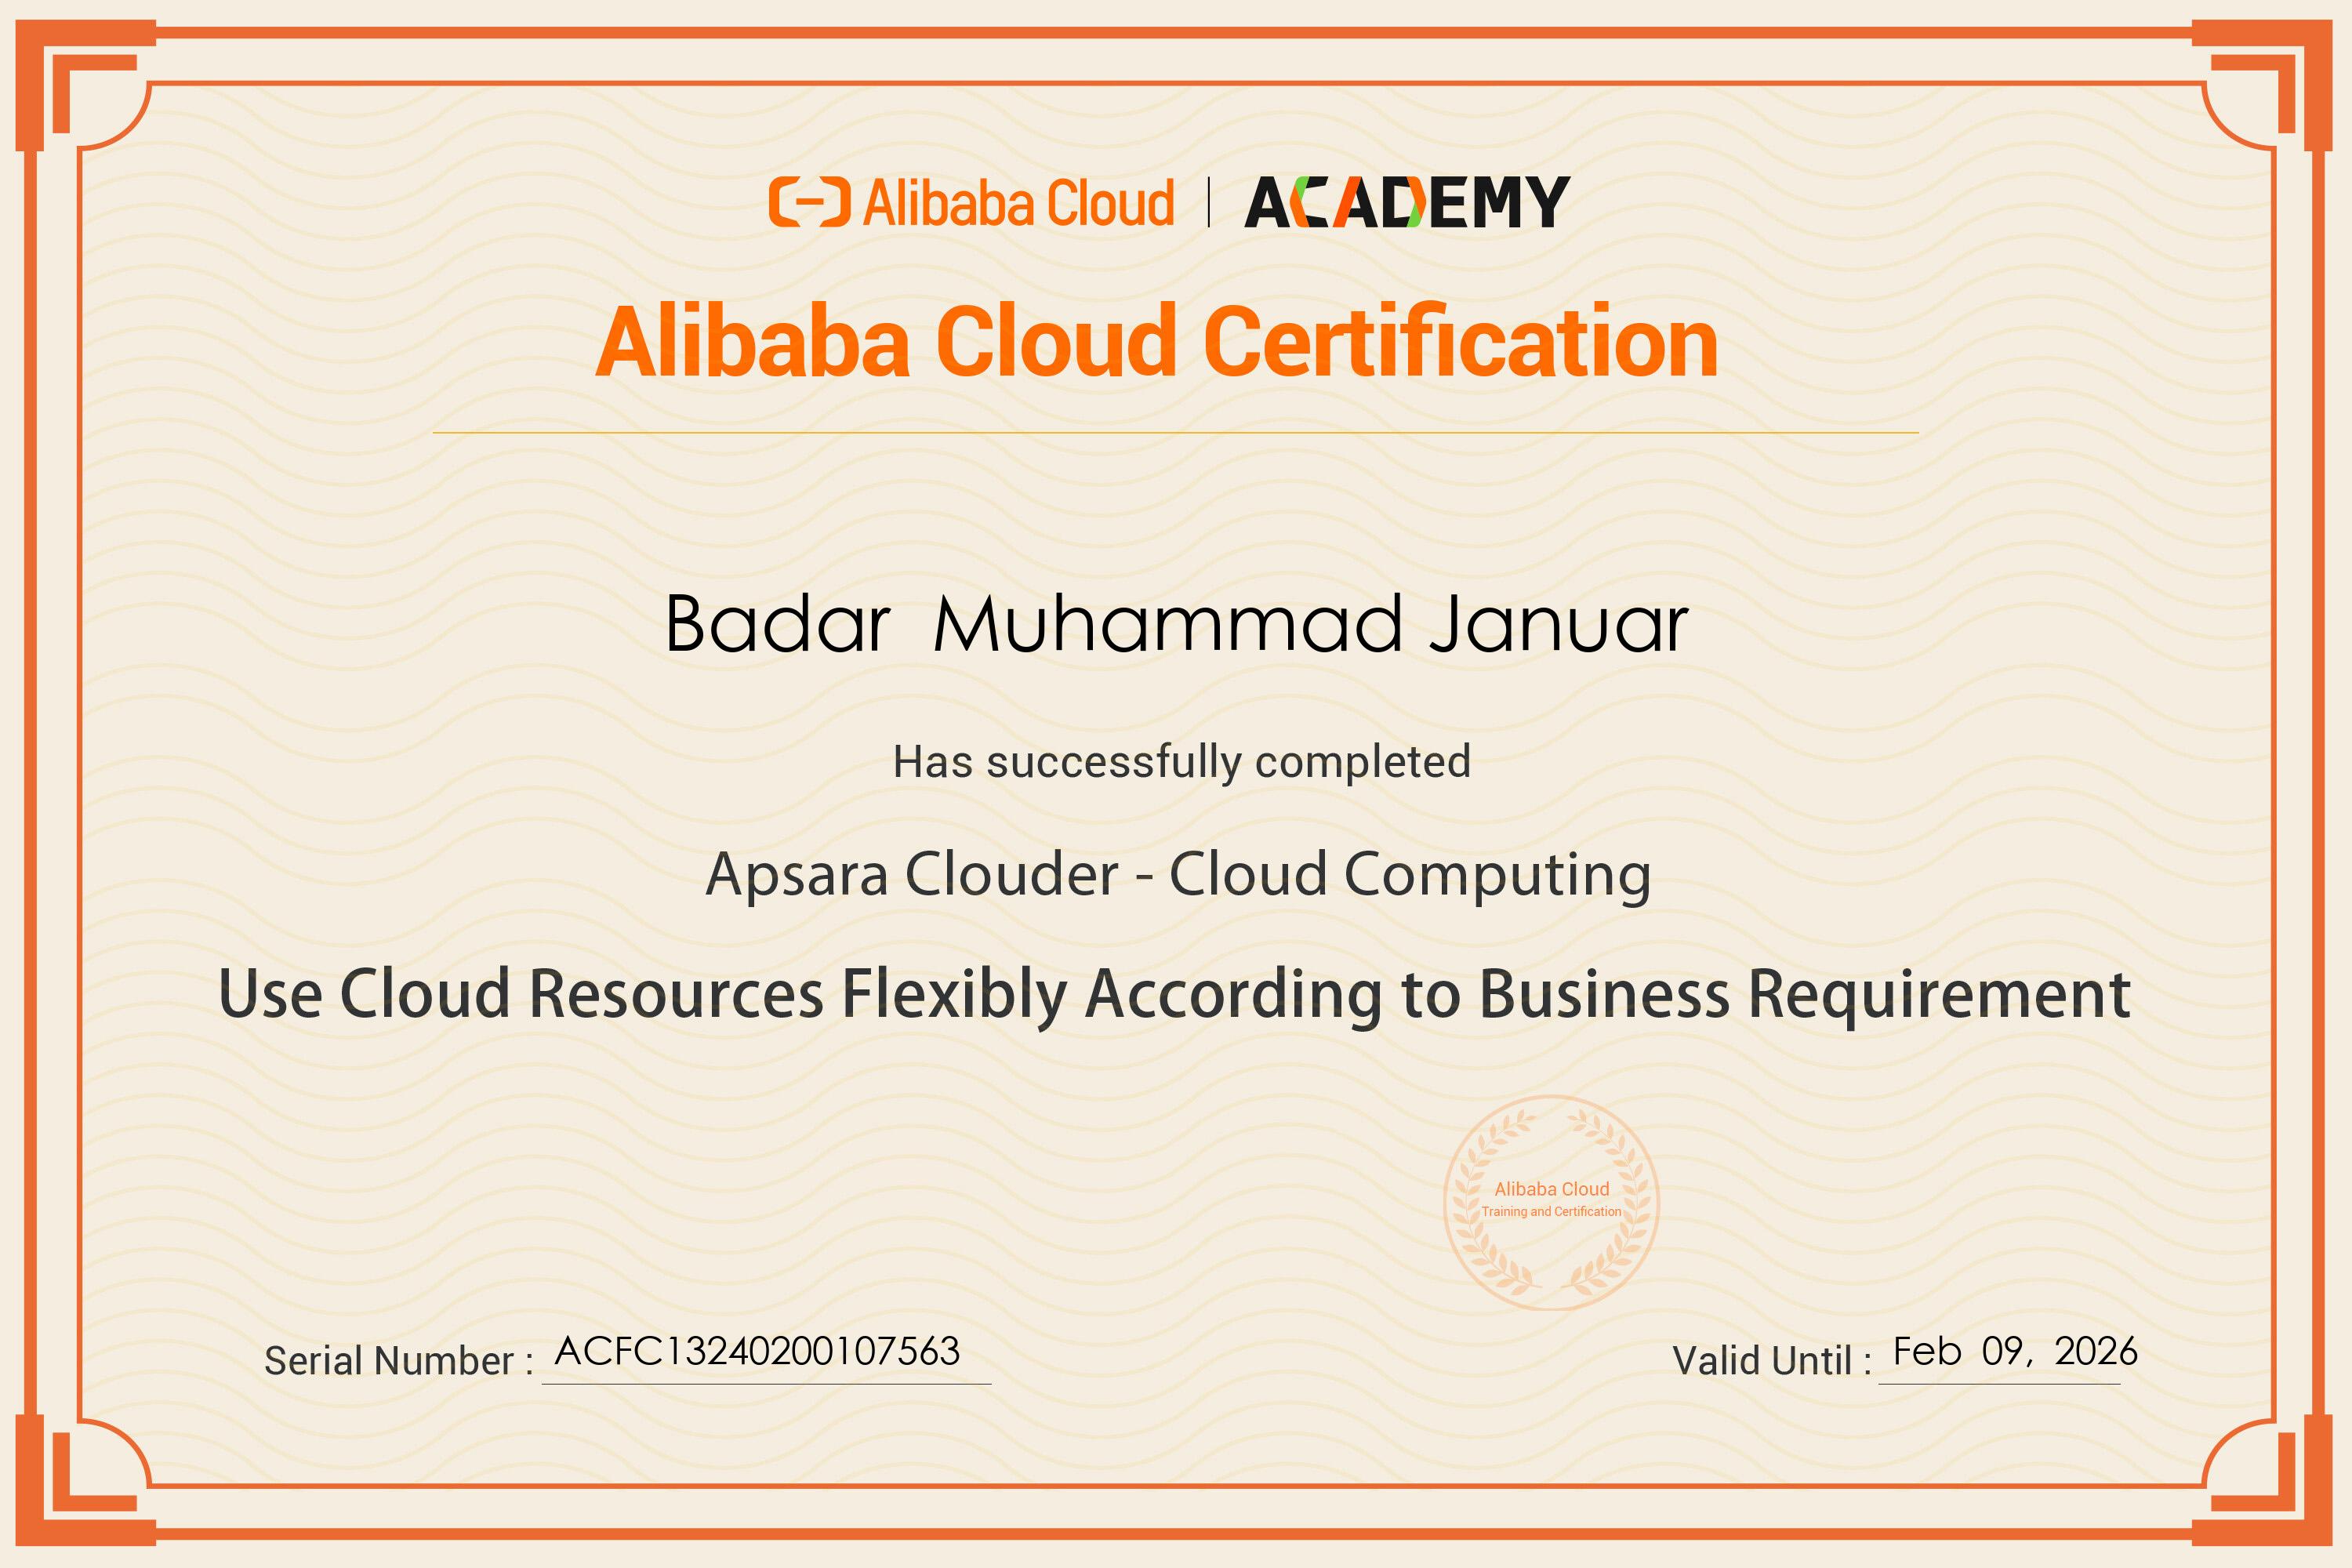 Alibaba Cloud | ACADEMY
Alibaba Cloud Certification
Badar Muhammad Januar
Has successfully completed
Apsara Clouder - Cloud Computing
Use Cloud Resources Flexibly According to Business Requirement
Alibaba Cloud
Training and Certification
Serial Number : ACFC13240200107563
Valid Until : Feb 09, 2026